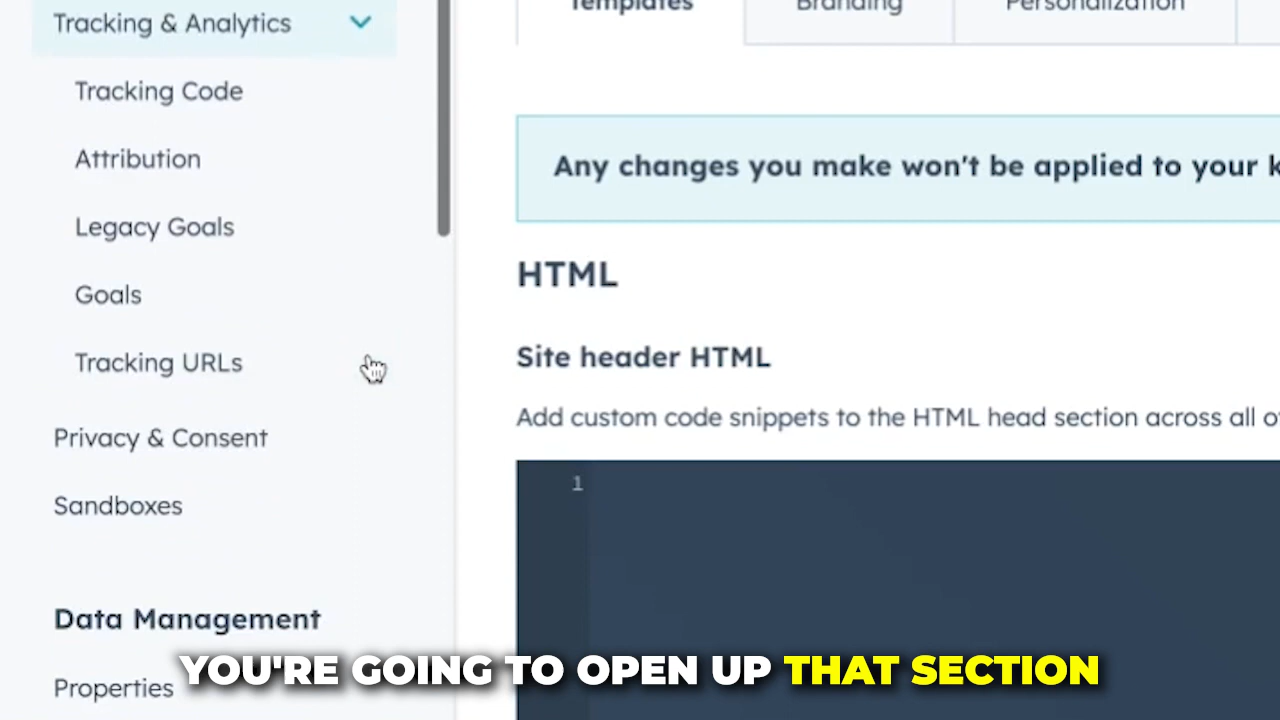 Tracking & Analytics
Tracking Code
Attribution
Legacy Goals
Goals
Tracking URLs
Privacy & Consent
Sandboxes
Data Management
Properties
Templates
Branding
Personalization
Any changes you make won't be applied to your
HTML
Site header HTML
Add custom code snippets to the HTML head section across all
1
YOU'RE GOING TO OPEN UP THAT SECTION